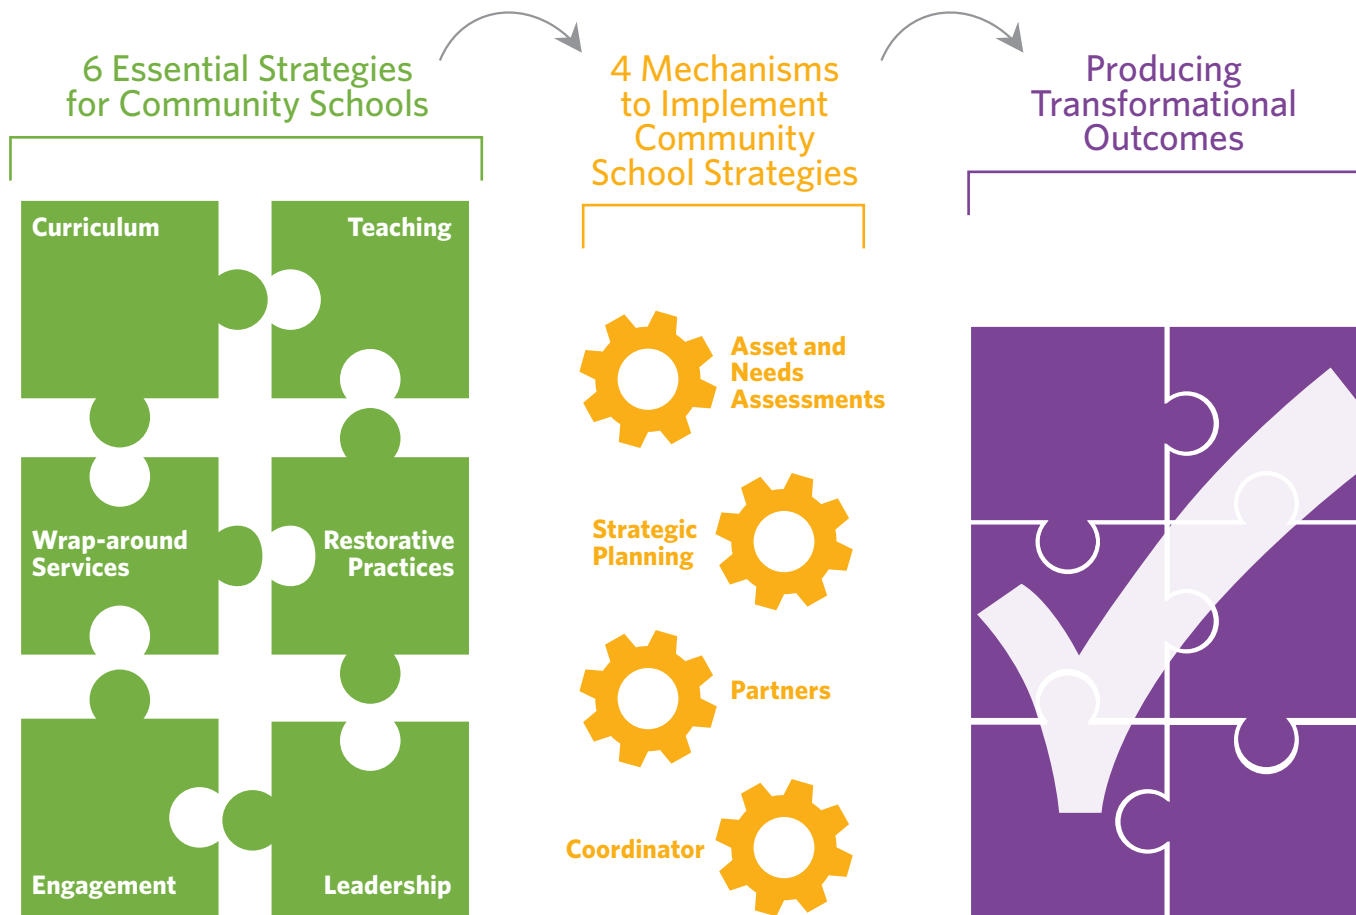 6 Essential Strategies
for Community Schools
4 Mechanisms
to Implement
Community
School Strategies
Producing
Transformational
Outcomes
Curriculum
Teaching
Wrap-around
Services
Restorative
Practices
Engagement
Leadership
Asset and
Needs
Assessments
Strategic
Planning
Partners
Coordinator